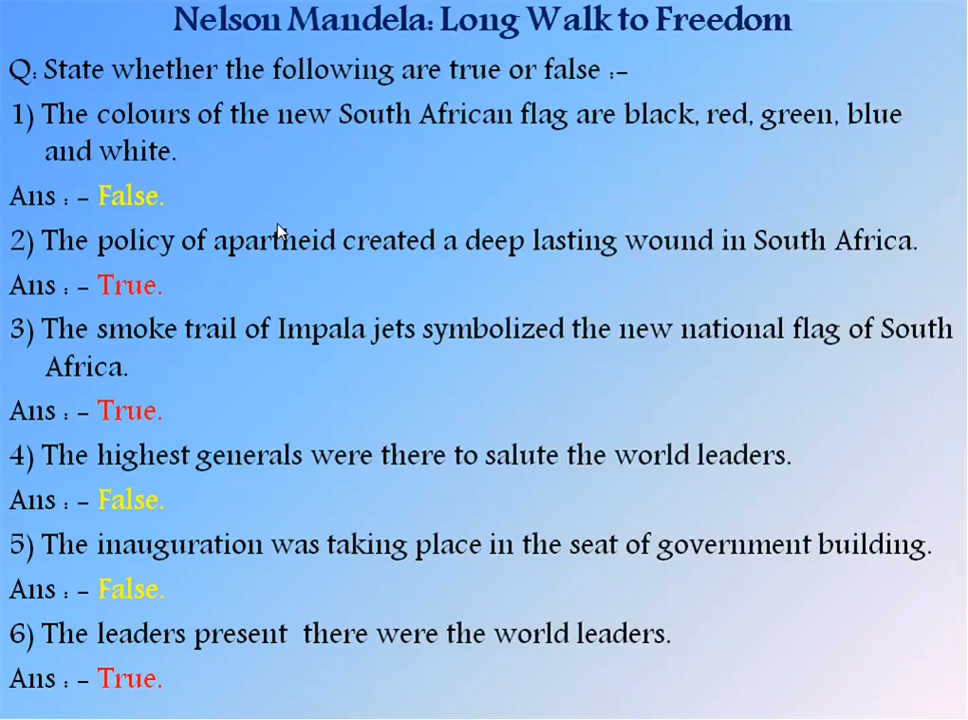 Nelson Mandela: Long Walk to Freedom
Q: State whether the following are true or false :-
1) The colours of the new South African flag are black, red, green, blue
and white.
Ans : - False.
2) The policy of apartheid created a deep lasting wound in South Africa.
Ans : - True.
3) The smoke trail of Impala jets symbolized the new national flag of South
Africa.
Ans : - True.
4) The highest generals were there to salute the world leaders.
Ans : - False.
5) The inauguration was taking place in the seat of government building.
Ans : - False.
6) The leaders present there were the world leaders.
Ans : - True.